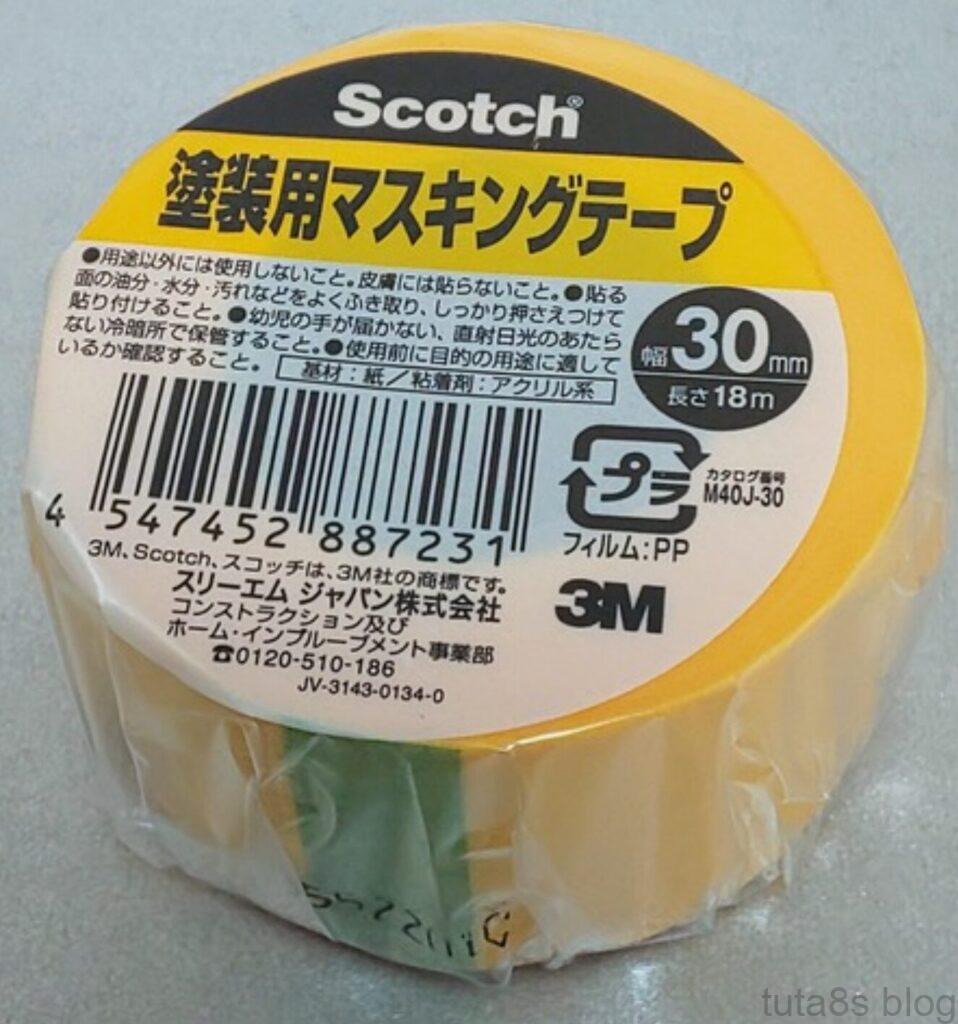 Scotch®
塗装用マスキングテープ
●用途以外には使用しないこと。皮膚には貼らないこと。●貼る
面の油分・水分・汚れなどをよくふき取り、しっかり押さえつけて
貼り付けること。●幼児の手が届かない、直射日光のあたら
ない冷暗所で保管すること。●使用前に目的の用途に適して
いるか確認すること。
基材：紙／粘着剤：アクリル系
幅30mm
長さ18m
プラ
カタログ番号
M40J-30
フィルム：PP
4 547452 887231
3M、Scotch、スコッチは、3M社の商標です。
スリーエム ジャパン株式会社
コンストラクション及び
ホーム・インプルーブメント事業部
☎0120-510-186
JV-3143-0134-0
3M
tuta8s blog